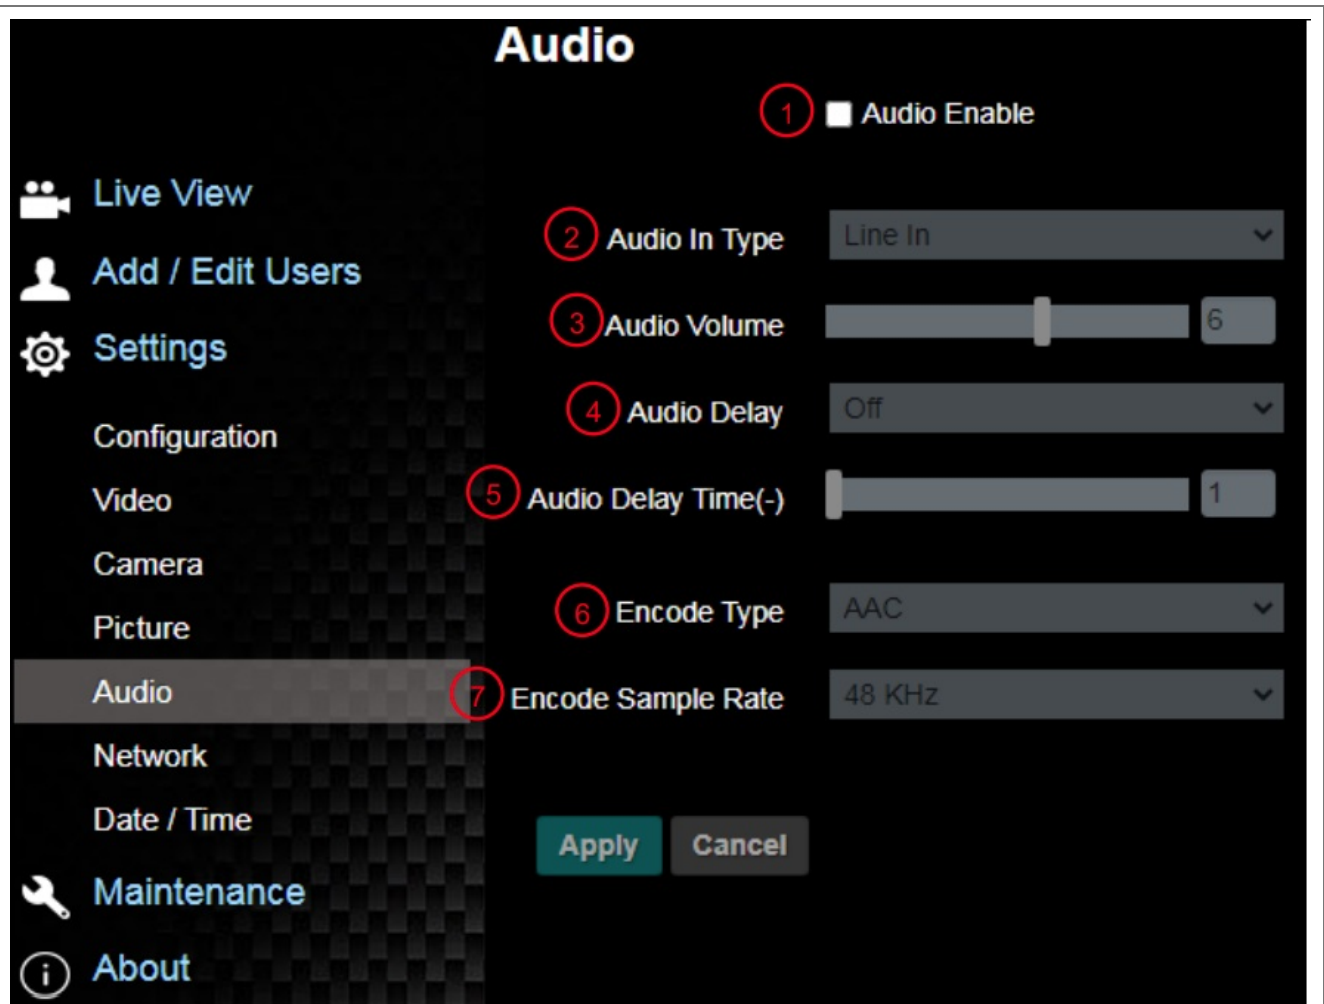 Audio
1 Audio Enable
Live View
Add / Edit Users
Settings
Configuration
Video
Camera
Picture
Audio
Network
Date / Time
Maintenance
About
2 Audio In Type Line In
3 Audio Volume 6
4 Audio Delay Off
5 Audio Delay Time(-) 1
6 Encode Type AAC
7 Encode Sample Rate 48 KHz
Apply Cancel